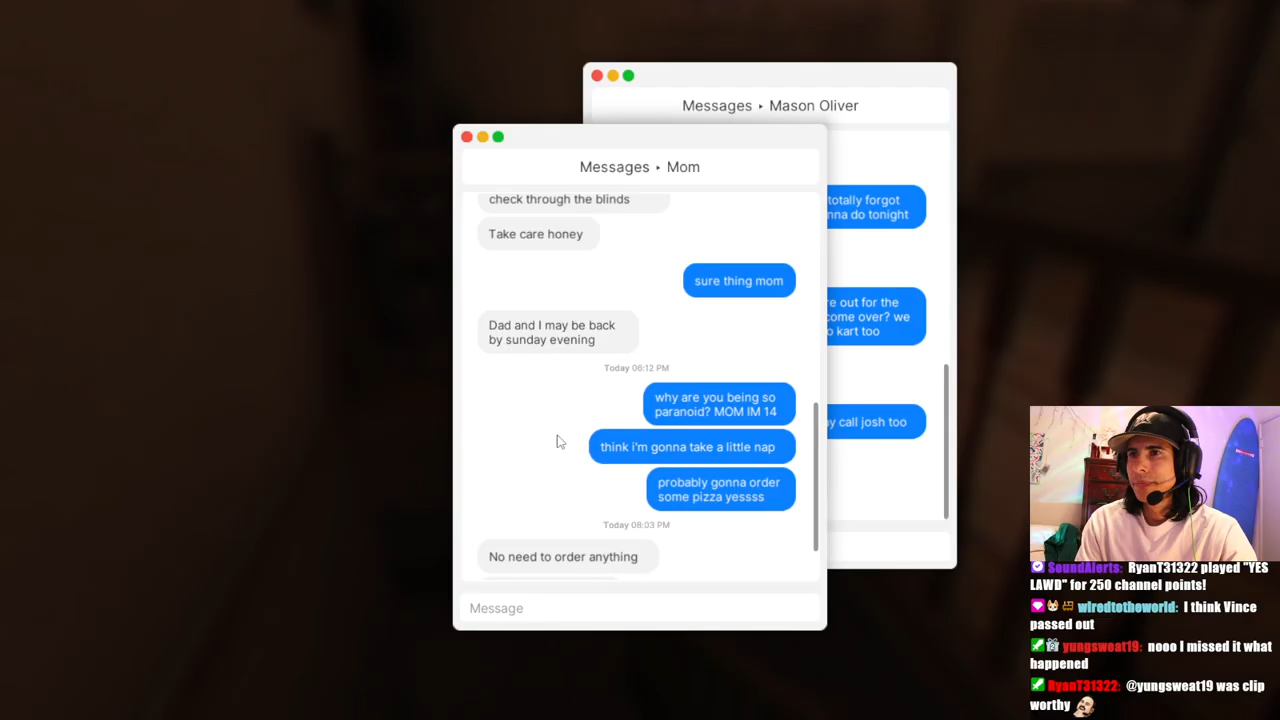 Messages ▸ Mason Oliver
totally forgot
nna do tonight
re out for the
come over? we
o kart too
ay call josh too
Messages ▸ Mom
check through the blinds
Take care honey
sure thing mom
Dad and I may be back
by sunday evening
Today 06:12 PM
why are you being so
paranoid? MOM IM 14
think i'm gonna take a little nap
probably gonna order
some pizza yessss
Today 08:03 PM
No need to order anything
Message
SoundAlerts: RyanT31322 played "YES
LAWD" for 250 channel points!
wiredtotheworld: I think Vince
passed out
yungsweat19: nooo I missed it what
happened
RyanT31322: @yungsweat19 was clip
worthy